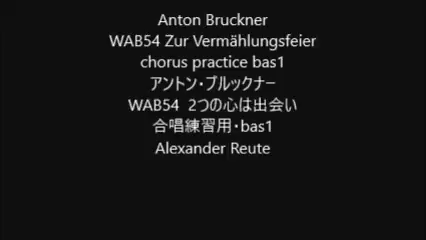 Anton Bruckner
WAB54 Zur Vermählungsfeier
chorus practice bas1
アントン・ブルックナー
WAB54  2つの心は出会い
合唱練習用・bas1
Alexander Reute